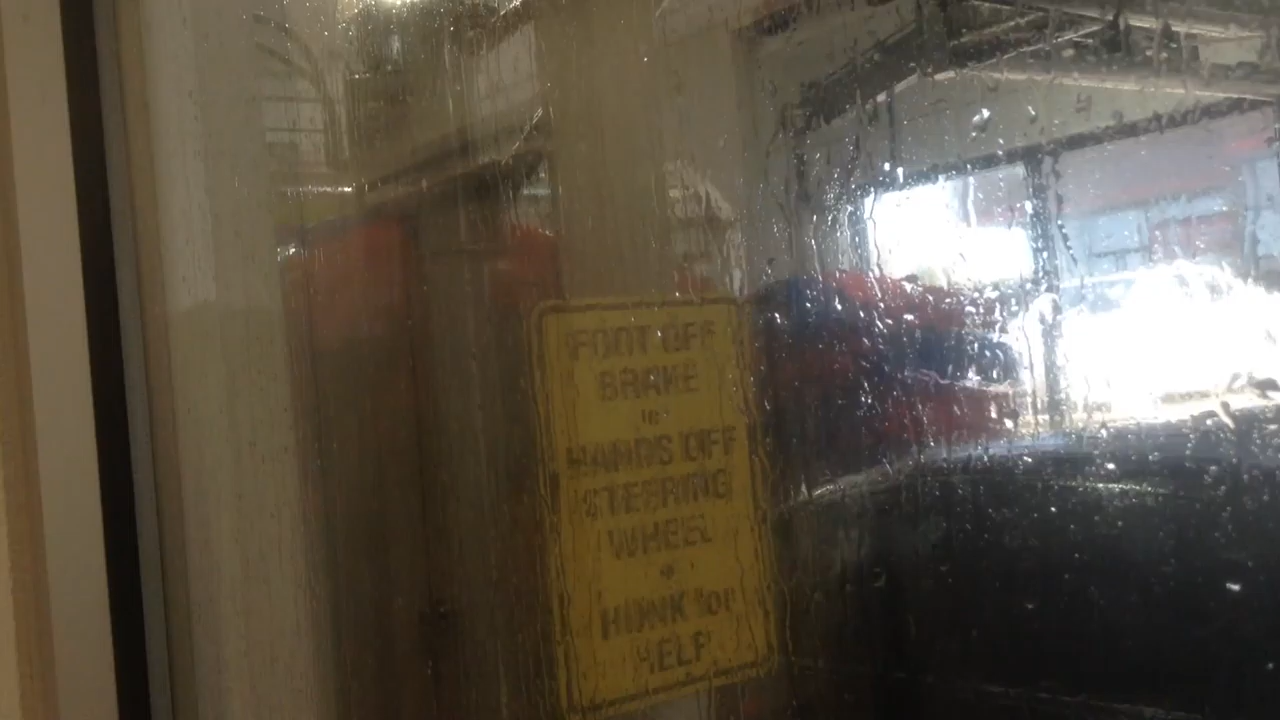 FOOT OFF
BRAKE
HANDS OFF
STEERING
WHEEL
HONK for
HELP